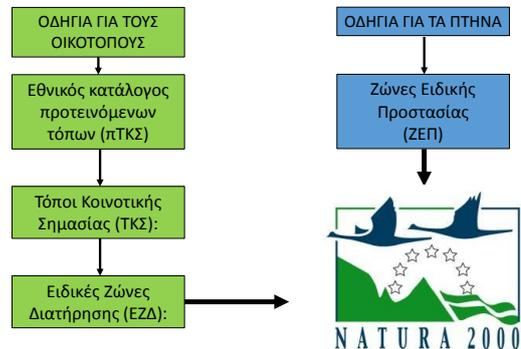 ΟΔΗΓΙΑ ΓΙΑ ΤΟΥΣ
ΟΙΚΟΤΟΠΟΥΣ
Εθνικός κατάλογος
προτεινόμενων
τόπων (πΤΚΣ)
Τόποι Κοινοτικής
Σημασίας (ΤΚΣ):
Ειδικές Ζώνες
Διατήρησης (ΕΖΔ):
ΟΔΗΓΙΑ ΓΙΑ ΤΑ ΠΤΗΝΑ
Ζώνες Ειδικής
Προστασίας
(ΖΕΠ)
NATURA 2000